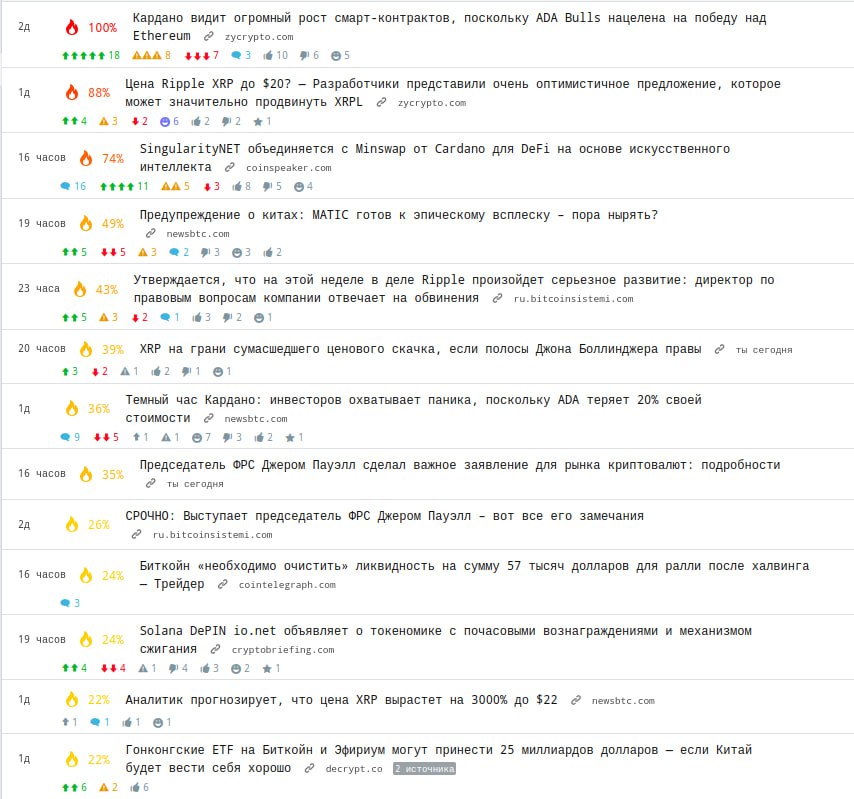 2д 100% Кардано видит огромный рост смарт-контрактов, поскольку ADA Bulls нацелена на победу над
Ethereum zycrypto.com
18 8 7 3 10 6 5
1д 88% Цена Ripple XRP до $20? — Разработчики представили очень оптимистичное предложение, которое
может значительно продвинуть XRPL zycrypto.com
4 3 2 6 2 2 1
16 часов 74% SingularityNET объединяется с Minswap от Cardano для DeFi на основе искусственного
интеллекта coinspeaker.com
16 11 5 3 8 5 4
19 часов 49% Предупреждение о китах: MATIC готов к эпическому всплеску – пора нырять?
newsbtc.com
5 5 3 2 3 3 2
23 часа 43% Утверждается, что на этой неделе в деле Ripple произойдет серьезное развитие: директор по
правовым вопросам компании отвечает на обвинения ru.bitcoinsistemi.com
5 3 2 1 3 2 1
20 часов 39% XRP на грани сумасшедшего ценового скачка, если полосы Джона Боллинджера правы ты сегодня
3 2 1 2 1 1
1д 36% Темный час Кардано: инвесторов охватывает паника, поскольку ADA теряет 20% своей
стоимости newsbtc.com
9 5 1 1 7 3 2 1
16 часов 35% Председатель ФРС Джером Пауэлл сделал важное заявление для рынка криптовалют: подробности
ты сегодня
2д 26% СРОЧНО: Выступает председатель ФРС Джером Пауэлл – вот все его замечания
ru.bitcoinsistemi.com
16 часов 24% Биткойн «необходимо очистить» ликвидность на сумму 57 тысяч долларов для ралли после халвинга
— Трейдер cointelegraph.com
3
19 часов 24% Solana DePIN io.net объявляет о токеномике с почасовыми вознаграждениями и механизмом
сжигания cryptobriefing.com
4 4 1 4 3 2 1
1д 22% Аналитик прогнозирует, что цена XRP вырастет на 3000% до $22 newsbtc.com
1 1 1 1
1д 22% Гонконгские ETF на Биткойн и Эфириум могут принести 25 миллиардов долларов — если Китай
будет вести себя хорошо decrypt.co 2 источника
6 2 6